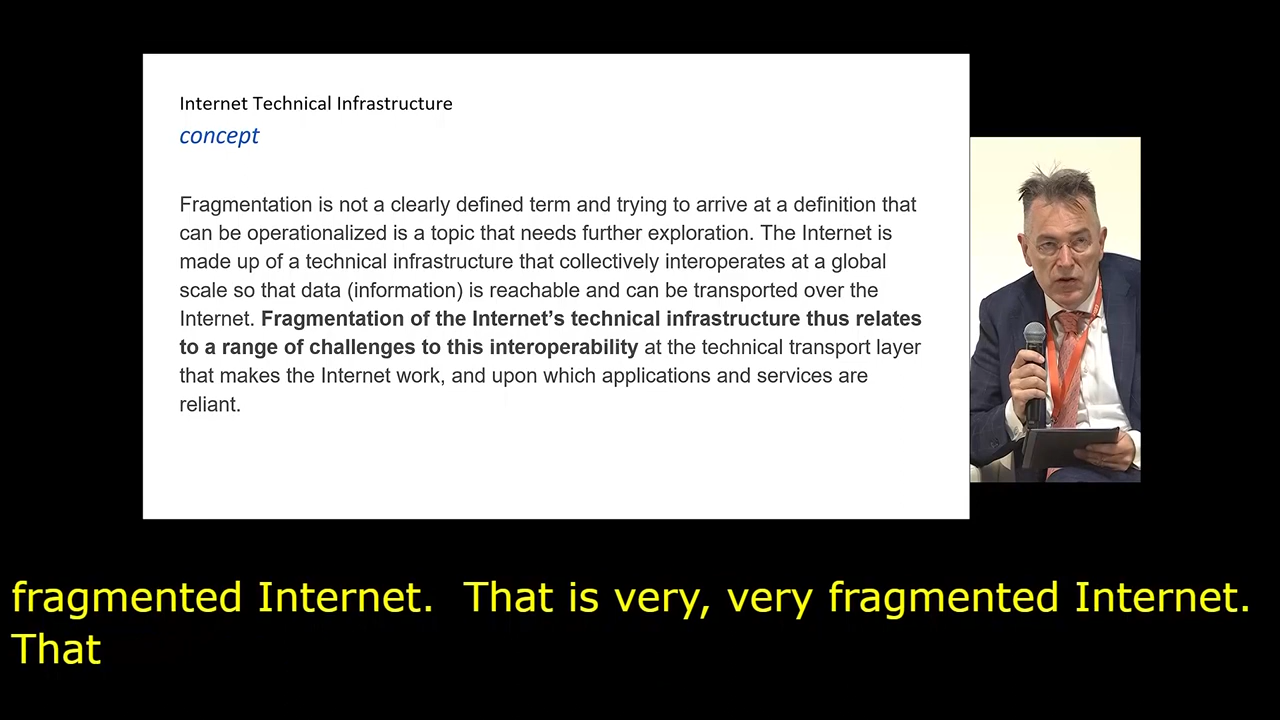 Internet Technical Infrastructure
concept
Fragmentation is not a clearly defined term and trying to arrive at a definition that
can be operationalized is a topic that needs further exploration. The Internet is
made up of a technical infrastructure that collectively interoperates at a global
scale so that data (information) is reachable and can be transported over the
Internet. Fragmentation of the Internet’s technical infrastructure thus relates
to a range of challenges to this interoperability at the technical transport layer
that makes the Internet work, and upon which applications and services are
reliant.
fragmented Internet.  That is very, very fragmented Internet.
That